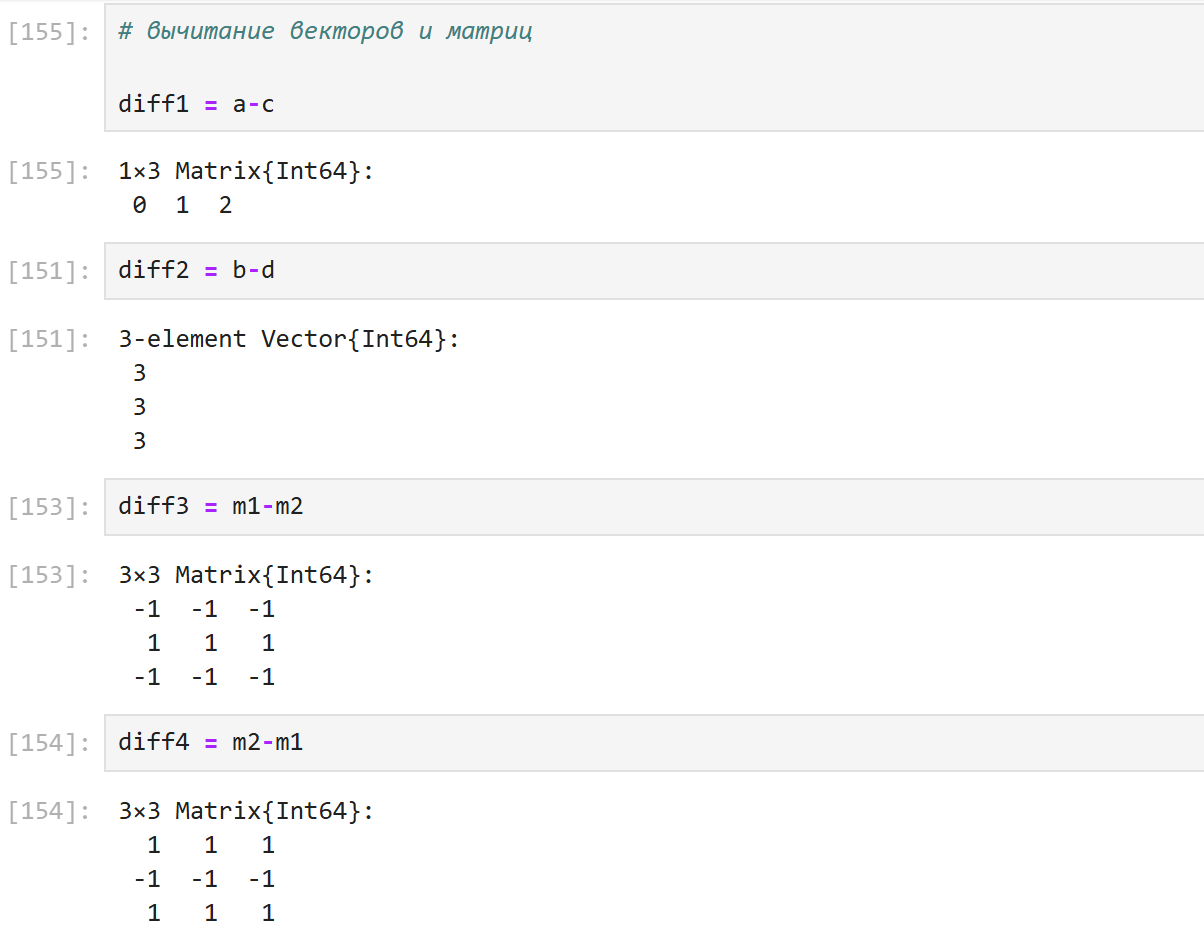 [155]: # вычитание векторов и матриц
diff1 = a-c
[155]: 1×3 Matrix{Int64}:
0 1 2
[151]: diff2 = b-d
[151]: 3-element Vector{Int64}:
3
3
3
[153]: diff3 = m1-m2
[153]: 3×3 Matrix{Int64}:
-1 -1 -1
1 1 1
-1 -1 -1
[154]: diff4 = m2-m1
[154]: 3×3 Matrix{Int64}:
1 1 1
-1 -1 -1
1 1 1